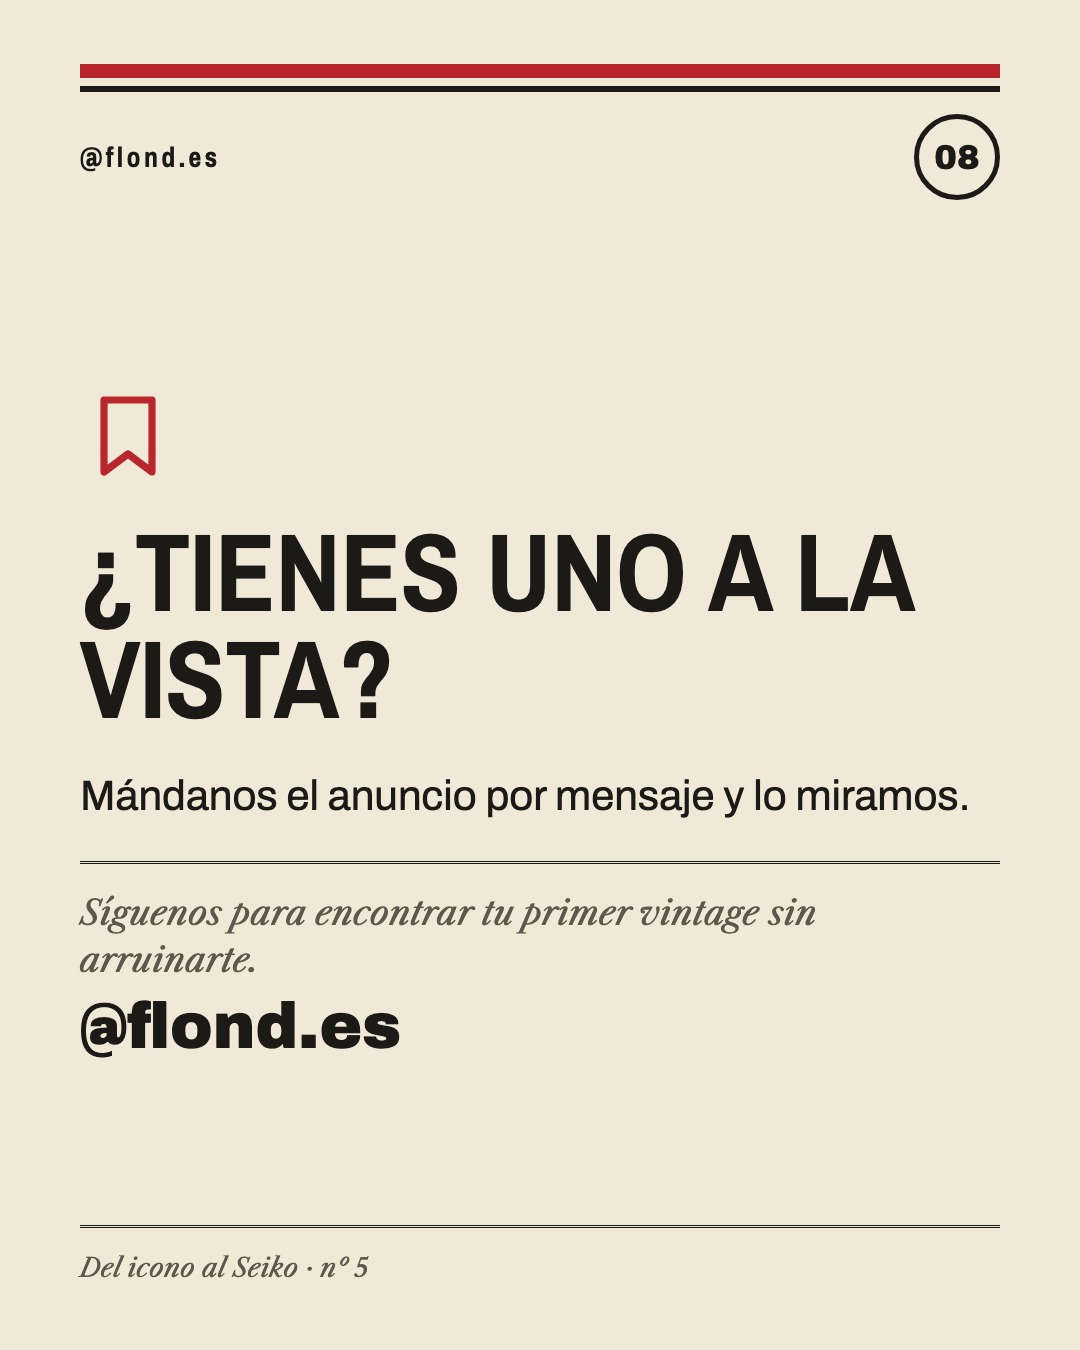 @flond.es
08
¿TIENES UNO A LA
VISTA?
Mándanos el anuncio por mensaje y lo miramos.
Síguenos para encontrar tu primer vintage sin
arruinarte.
@flond.es
Del icono al Seiko · nº 5